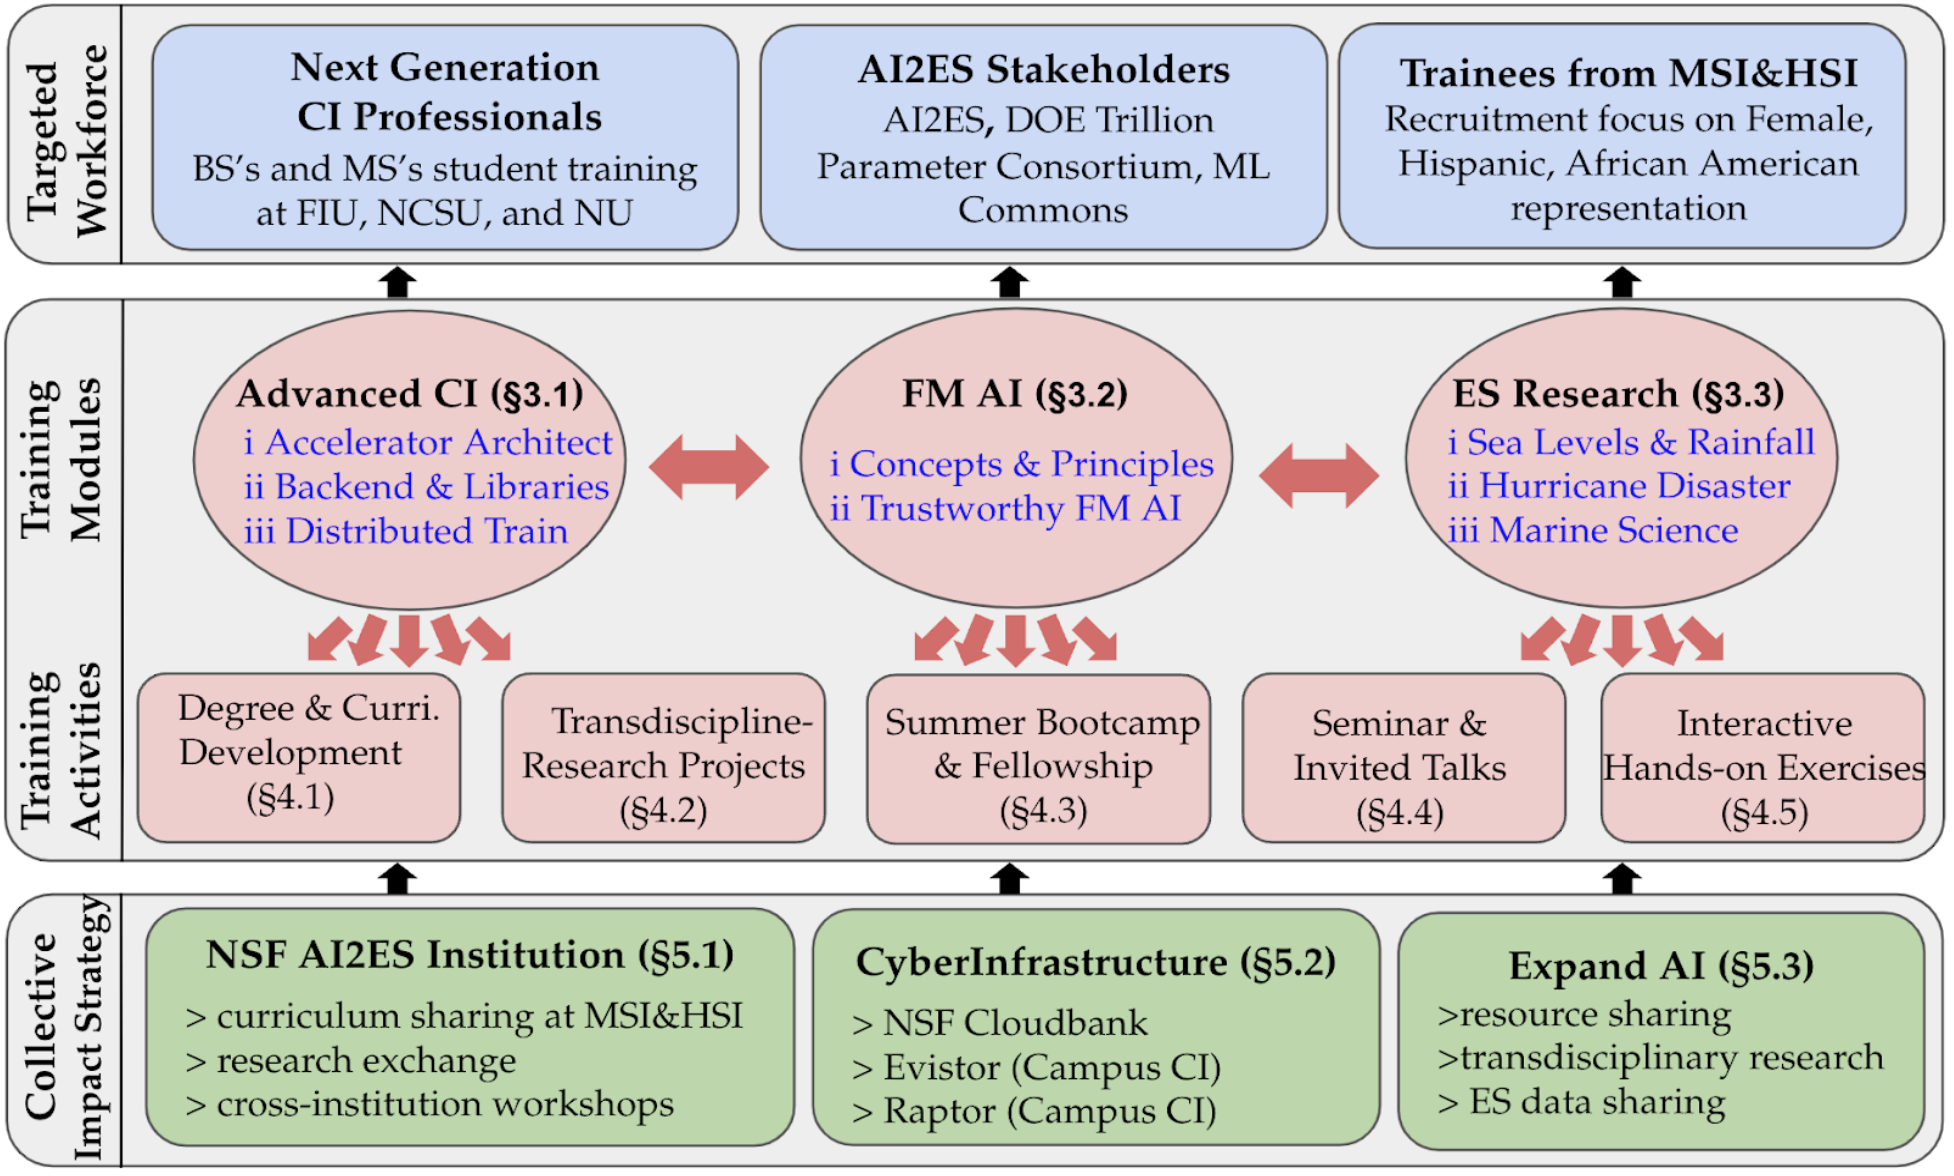 Targeted
Workforce
Next Generation
CI Professionals
BS's and MS's student training
at FIU, NCSU, and NU
AI2ES Stakeholders
AI2ES, DOE Trillion
Parameter Consortium, ML
Commons
Trainees from MSI&HSI
Recruitment focus on Female,
Hispanic, African American
representation
Training
Modules
Advanced CI (§3.1)
i Accelerator Architect
ii Backend & Libraries
iii Distributed Train
FM AI (§3.2)
i Concepts & Principles
ii Trustworthy FM AI
ES Research (§3.3)
i Sea Levels & Rainfall
ii Hurricane Disaster
iii Marine Science
Training
Activities
Degree & Curri.
Development
(§4.1)
Transdiscipline-
Research Projects
(§4.2)
Summer Bootcamp
& Fellowship
(§4.3)
Seminar &
Invited Talks
(§4.4)
Interactive
Hands-on Exercises
(§4.5)
Collective
Impact Strategy
NSF AI2ES Institution (§5.1)
> curriculum sharing at MSI&HSI
> research exchange
> cross-institution workshops
CyberInfrastructure (§5.2)
> NSF Cloudbank
> Evistor (Campus CI)
> Raptor (Campus CI)
Expand AI (§5.3)
>resource sharing
>transdisciplinary research
> ES data sharing